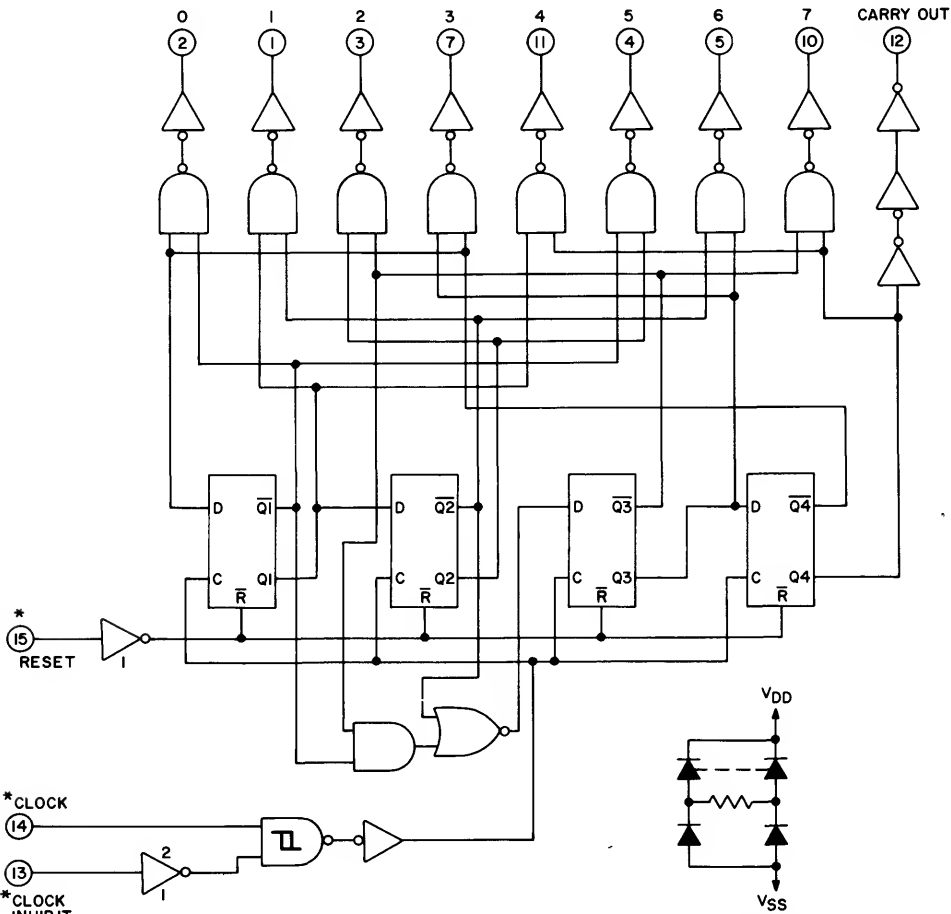 0 1 2 3 4 5 6 7 CARRY OUT
2 1 3 7 11 4 5 10 12
D Q1 D Q2 D Q3 D Q4
C Q1 C Q2 C Q3 C Q4
R R R R
*
15
RESET
1
VDD
*CLOCK
14
13
2
1
*CLOCK
INHIBIT
VSS